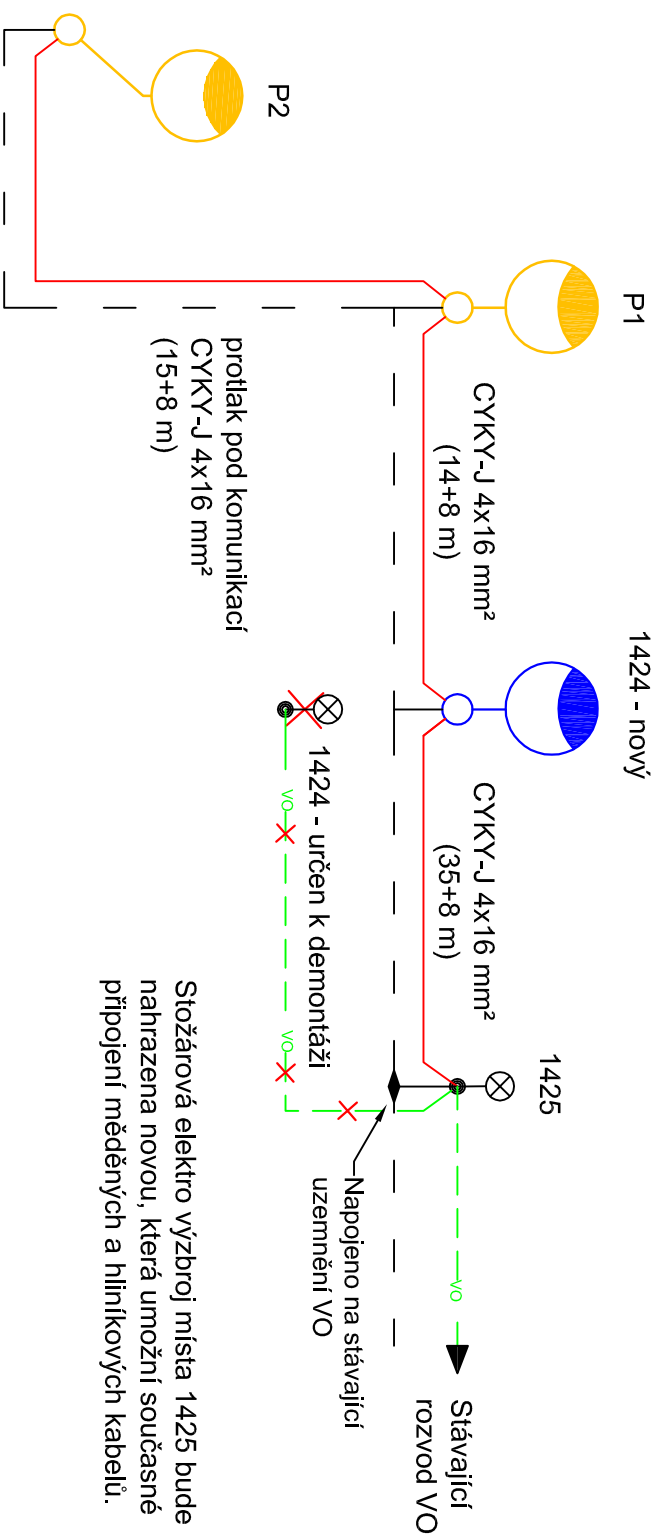 P2
P1
1424 - nový
1425
CYKY-J 4x16 mm²
(14+8 m)
CYKY-J 4x16 mm²
(35+8 m)
protlak pod komunikací
CYKY-J 4x16 mm²
(15+8 m)
1424 - určen k demontáži
VO
VO
VO
Stávající
rozvod VO
Napojeno na stávající
uzemnění VO
Stožárová elektro výzbroj místa 1425 bude
nahrazena novou, která umožní současné
připojení měděných a hliníkových kabelů.